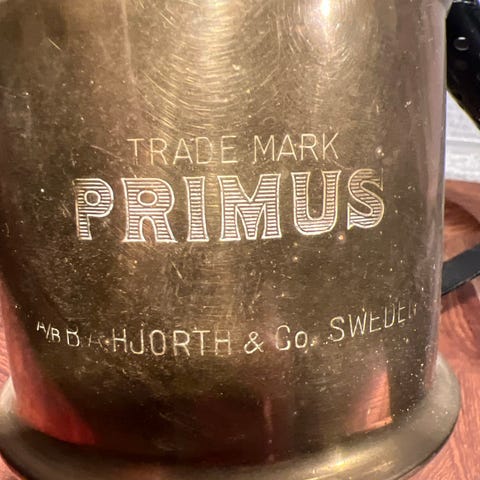 TRADE MARK
PRIMUS
A/B B A HJORTH & Co. SWEDEN